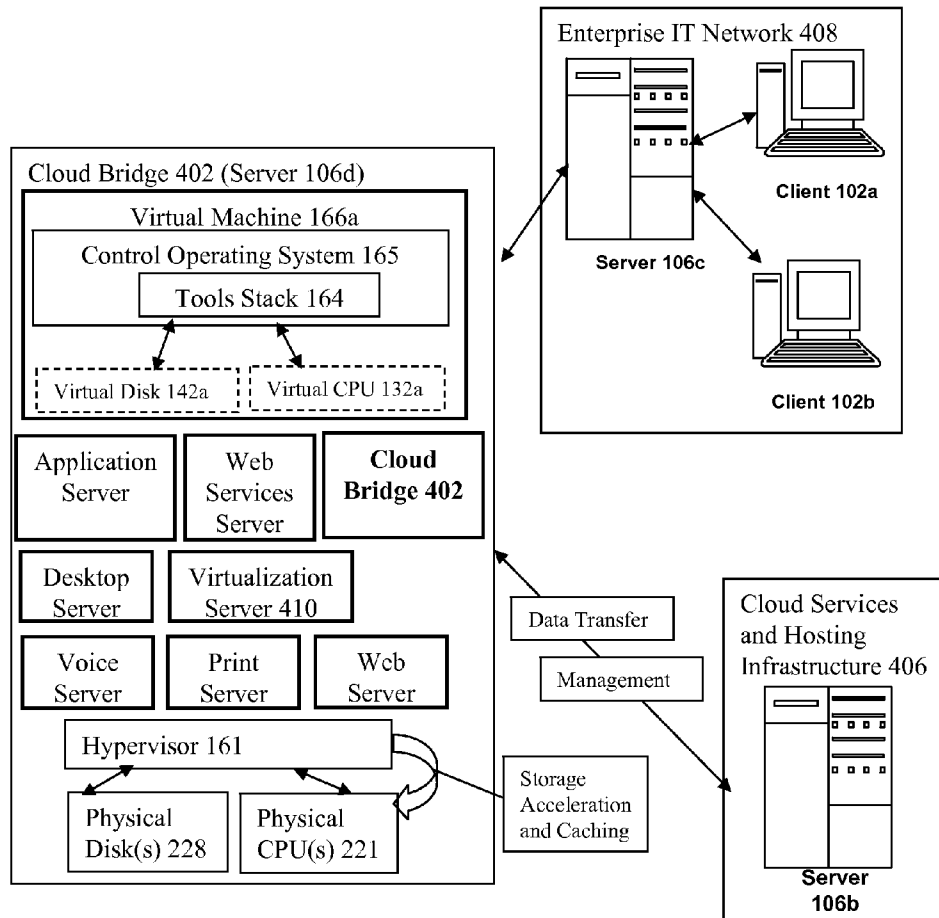 Enterprise IT Network 408
Client 102a
Server 106c
Client 102b
Cloud Bridge 402 (Server 106d)
Virtual Machine 166a
Control Operating System 165
Tools Stack 164
Virtual Disk 142a
Virtual CPU 132a
Application
Server
Web
Services
Server
Cloud
Bridge 402
Desktop
Server
Virtualization
Server 410
Voice
Server
Print
Server
Web
Server
Hypervisor 161
Physical
Disk(s) 228
Physical
CPU(s) 221
Data Transfer
Management
Storage
Acceleration
and Caching
Cloud Services
and Hosting
Infrastructure 406
Server
106b